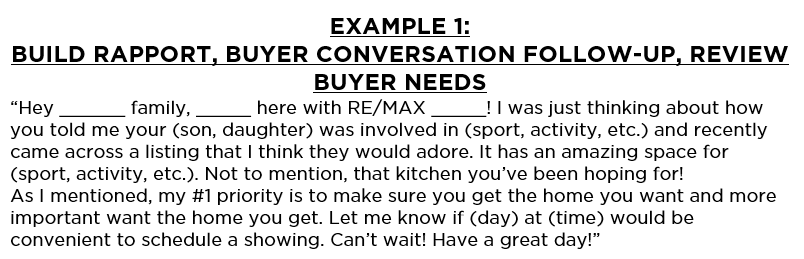 EXAMPLE 1:
BUILD RAPPORT, BUYER CONVERSATION FOLLOW-UP, REVIEW
BUYER NEEDS
“Hey ______ family, _____ here with RE/MAX _____! I was just thinking about how
you told me your (son, daughter) was involved in (sport, activity, etc.) and recently
came across a listing that I think they would adore. It has an amazing space for
(sport, activity, etc.). Not to mention, that kitchen you’ve been hoping for!
As I mentioned, my #1 priority is to make sure you get the home you want and more
important want the home you get. Let me know if (day) at (time) would be
convenient to schedule a showing. Can’t wait! Have a great day!”